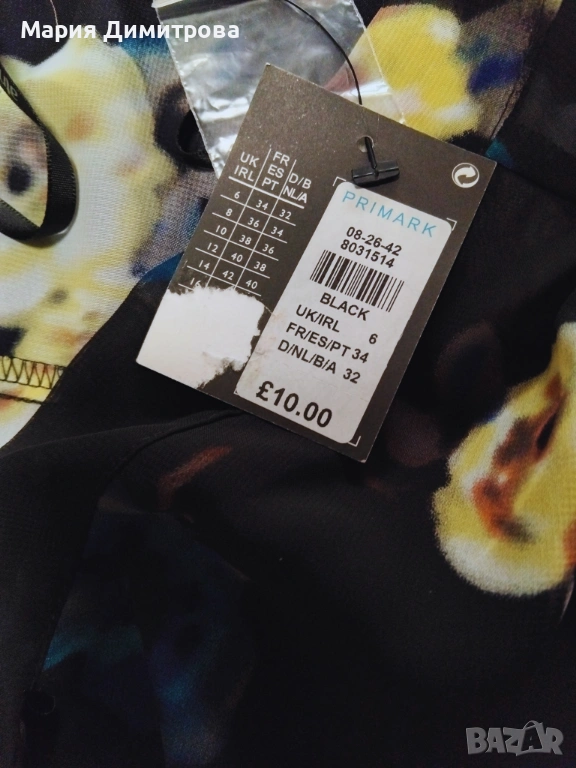 Мария Димитрова
UK IRL FR ES PT D/B NL/A
6 34 32
8 36 34
10 38 36
12 40 38
14 42 40
16
PRIMARK
08-26-42
8031514
BLACK
UK/IRL 6
FR/ES/PT 34
D/NL/B/A 32
£10.00
BAZAR